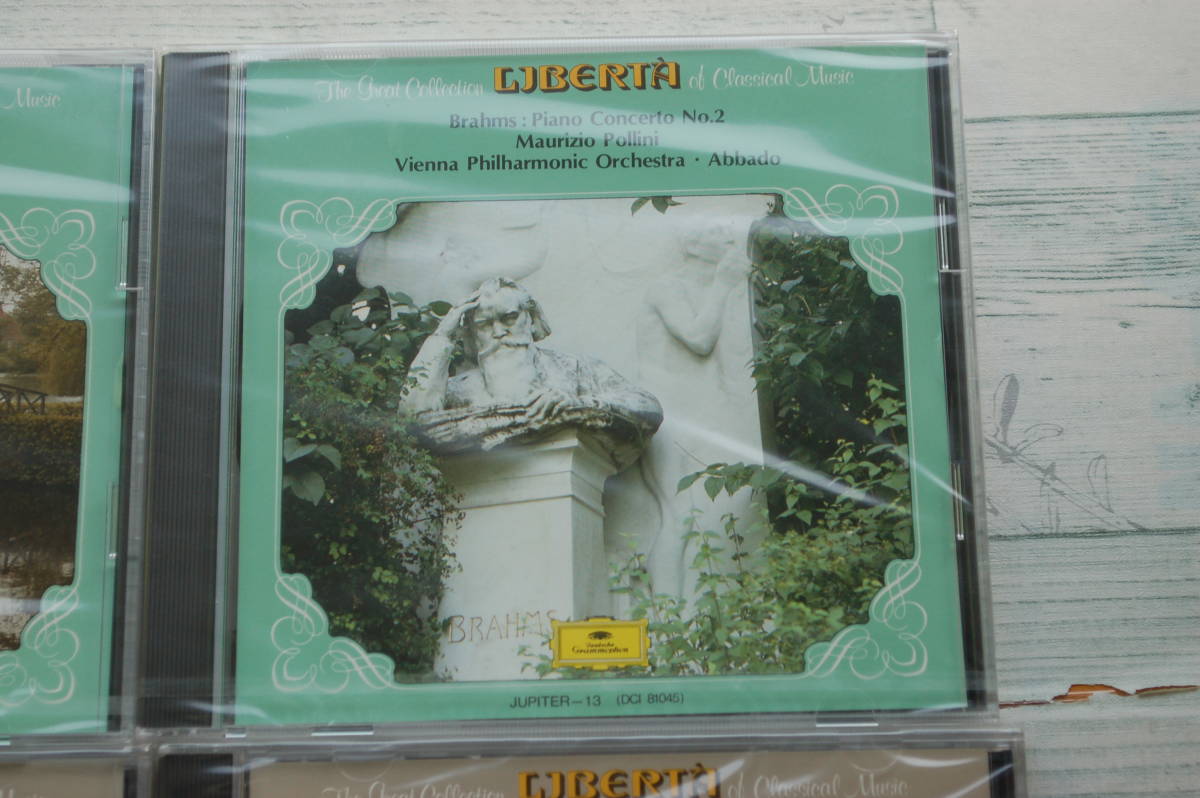 Music
The Great Collection LIBERTÀ of Classical Music
Brahms : Piano Concerto No.2
Maurizio Pollini
Vienna Philharmonic Orchestra · Abbado
BRAHMS
Deutsche
Grammophon
JUPITER–13 (DCI 81045)
The Great Collection LIBERTÀ of Classical Music